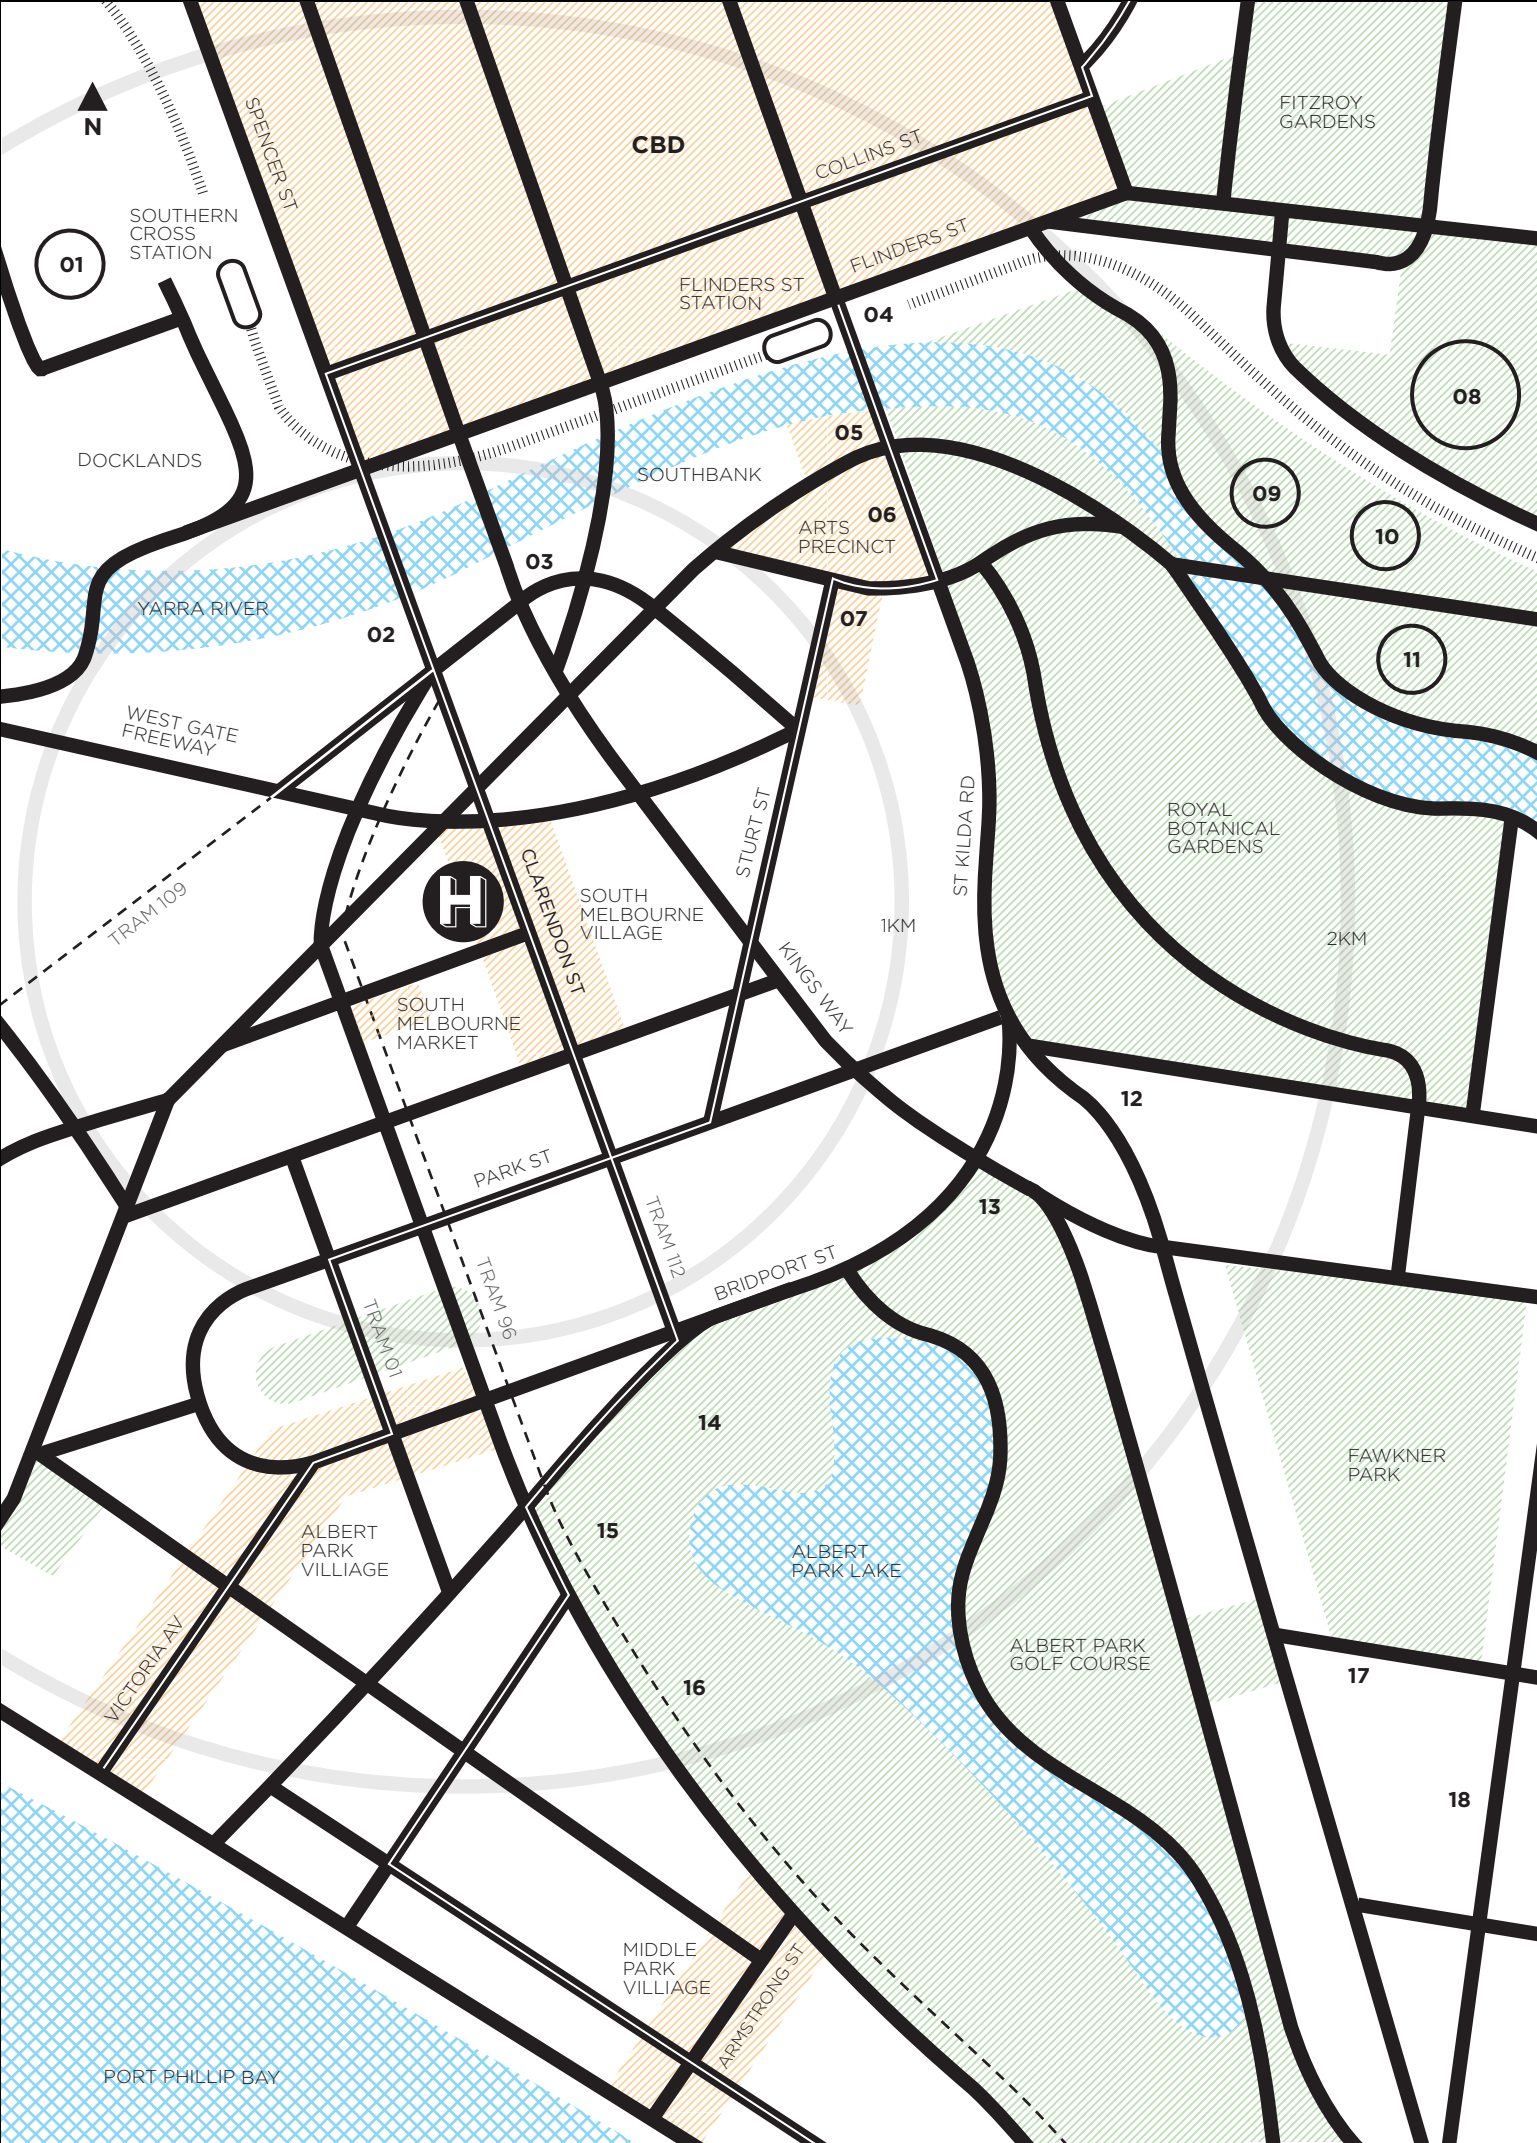 FITZROY
GARDENS
N
CBD
SPENCER ST
COLLINS ST
SOUTHERN
CROSS
STATION
01
FLINDERS ST
FLINDERS ST
STATION
04
08
05
DOCKLANDS
SOUTHBANK
09
06
ARTS
PRECINCT
10
03
YARRA RIVER
07
02
11
WEST GATE
FREEWAY
STURT ST
ST KILDA RD
ROYAL
BOTANICAL
GARDENS
H
CLARENDON ST
SOUTH
MELBOURNE
VILLAGE
TRAM 109
1KM
2KM
KINGS WAY
SOUTH
MELBOURNE
MARKET
12
PARK ST
13
TRAM 112
BRIDPORT ST
TRAM 96
TRAM 01
14
FAWKNER
PARK
15
ALBERT
PARK
VILLIAGE
ALBERT
PARK LAKE
VICTORIA AV
ALBERT PARK
GOLF COURSE
16
17
18
MIDDLE
PARK
VILLIAGE
ARMSTRONG ST
PORT PHILLIP BAY